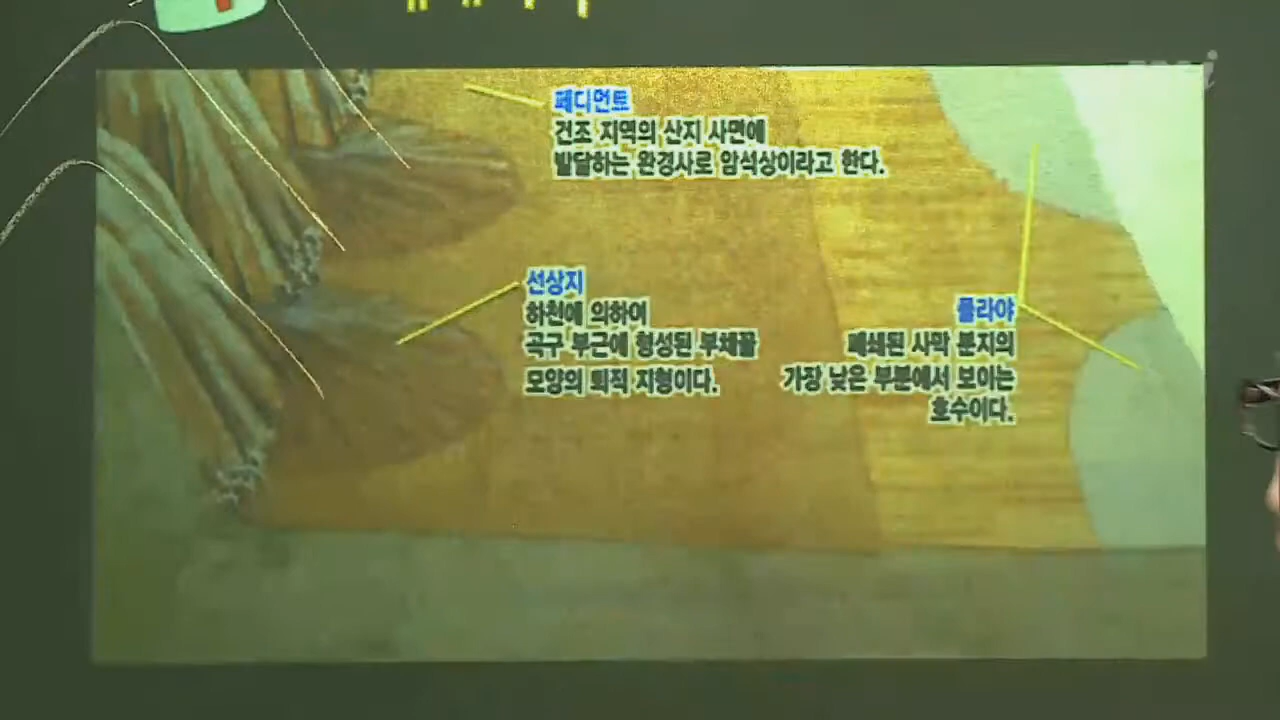 페디먼트
건조 지역의 산지 사면에
발달하는 완경사로 암석상이라고 한다.
선상지
하천에 의하여
곡구 부근에 형성된 부채꼴
모양의 퇴적 지형이다.
플라야
폐쇄된 사막 분지의
가장 낮은 부분에서 보이는
호수이다.